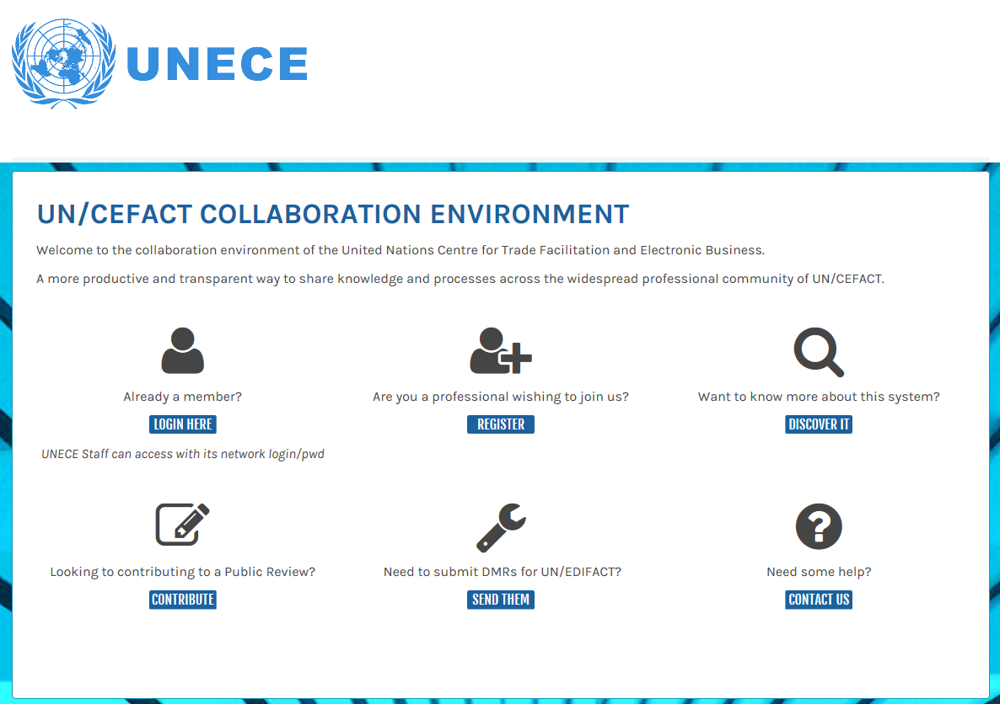 UNECE
UN/CEFACT COLLABORATION ENVIRONMENT
Welcome to the collaboration environment of the United Nations Centre for Trade Facilitation and Electronic Business.
A more productive and transparent way to share knowledge and processes across the widespread professional community of UN/CEFACT.
Already a member?
LOGIN HERE
UNECE Staff can access with its network login/pwd
Are you a professional wishing to join us?
REGISTER
Want to know more about this system?
DISCOVER IT
Looking to contributing to a Public Review?
CONTRIBUTE
Need to submit DMRs for UN/EDIFACT?
SEND THEM
Need some help?
CONTACT US